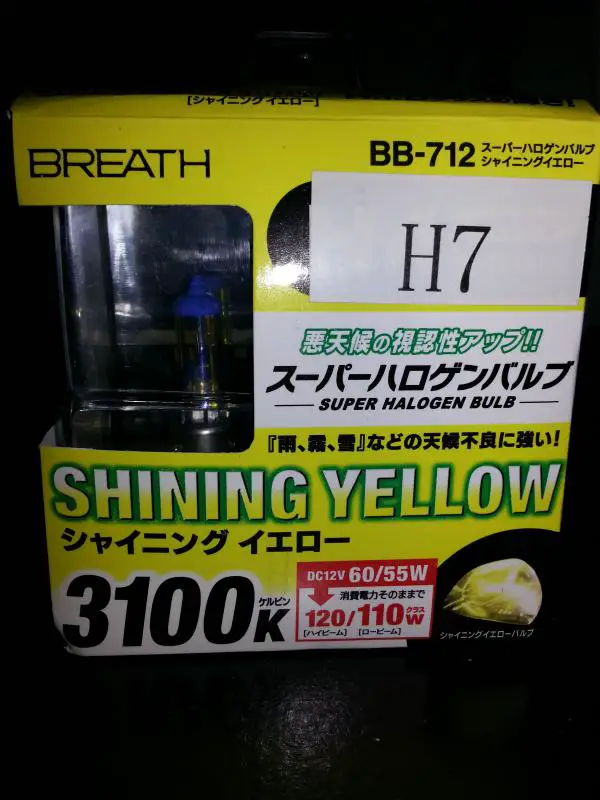 [シャイニングイエロー]
BREATH
BB-712 スーパーハロゲンバルブ
シャイニングイエロー
H7
悪天候の視認性アップ!!
スーパーハロゲンバルブ
SUPER HALOGEN BULB
『雨、霧、雪』などの天候不良に強い!
SHINING YELLOW
シャイニング イエロー
3100K ケルビン
DC12V 60/55W
消費電力そのままで
120/110W クラス
[ハイビーム] [ロービーム]
シャイニングイエローバルブ